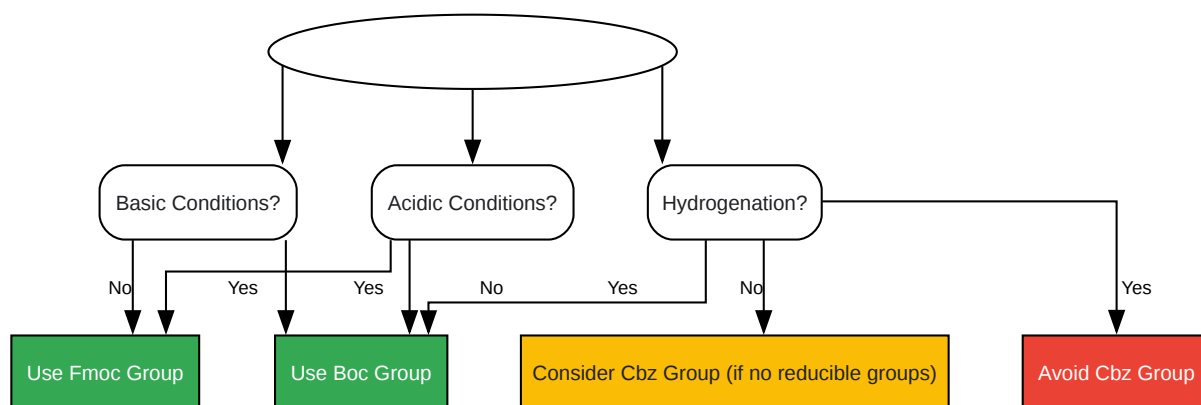 Basic Conditions?
Acidic Conditions?
Hydrogenation?
No
Yes
Yes
No
Yes
No
Yes
Use Fmoc Group
Use Boc Group
Consider Cbz Group (if no reducible groups)
Avoid Cbz Group